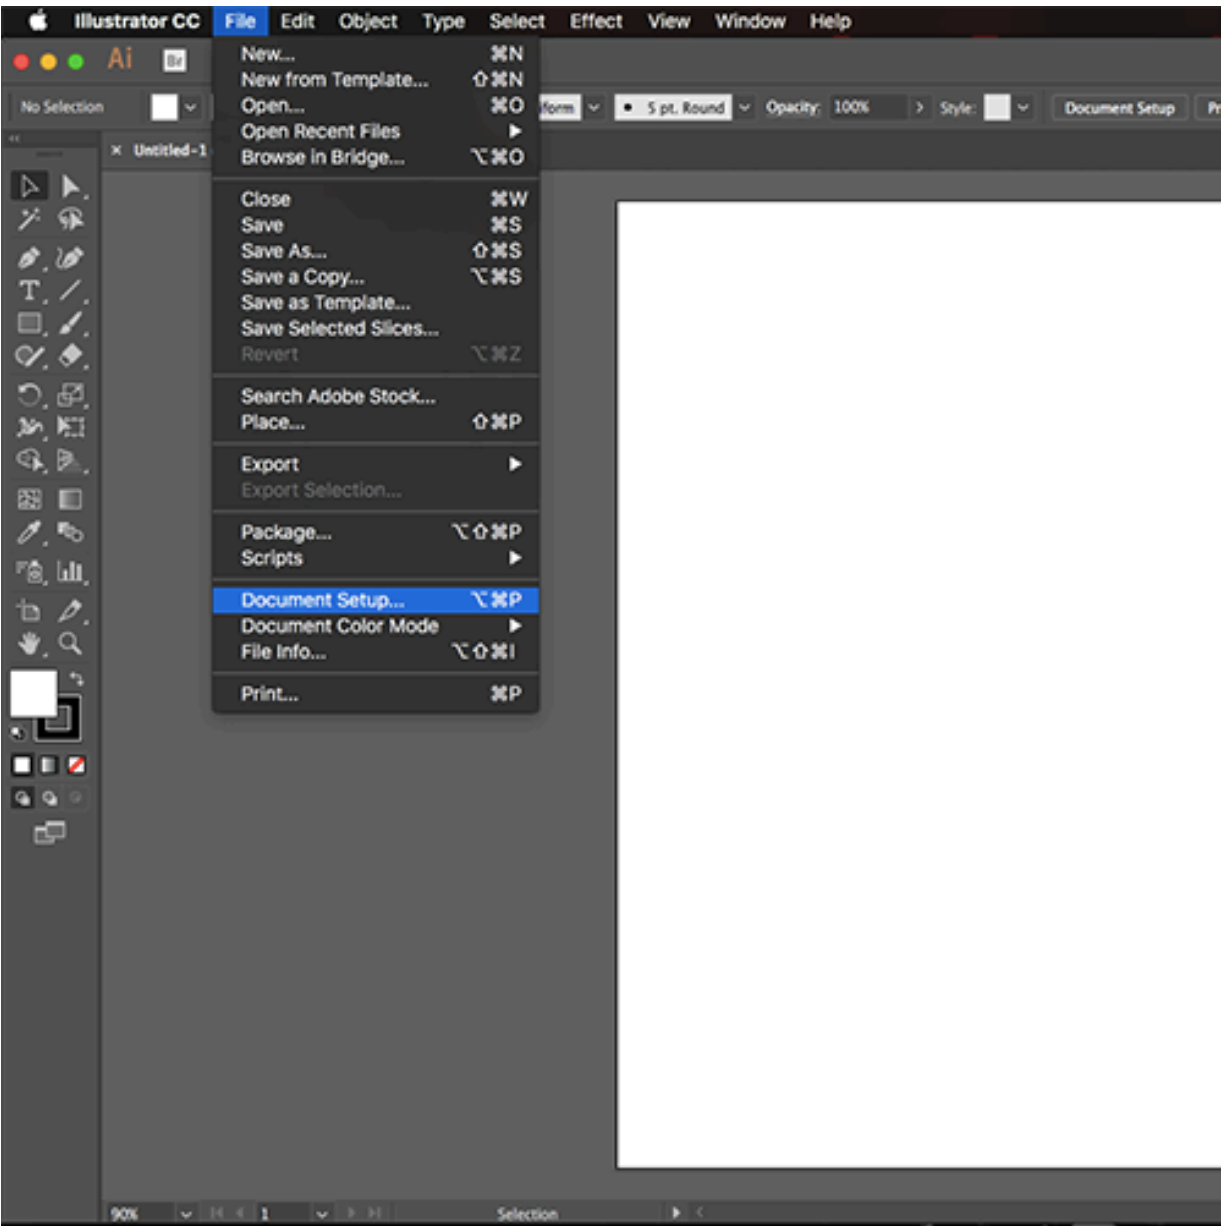 Illustrator CC File Edit Object Type Select Effect View Window Help
Ai Br
No Selection
5 pt. Round Opacity: 100% Style: Document Setup
× Untitled-1
New... ⌘N
New from Template... ⇧⌘N
Open... ⌘O
Open Recent Files ▶
Browse in Bridge... ⌥⌘O
Close ⌘W
Save ⌘S
Save As... ⇧⌘S
Save a Copy... ⌥⌘S
Save as Template...
Save Selected Slices...
Revert ⌥⌘Z
Search Adobe Stock...
Place... ⇧⌘P
Export ▶
Export Selection...
Package... ⌥⇧⌘P
Scripts ▶
Document Setup... ⌥⌘P
Document Color Mode ▶
File Info... ⌥⇧⌘I
Print... ⌘P
90% 1 Selection